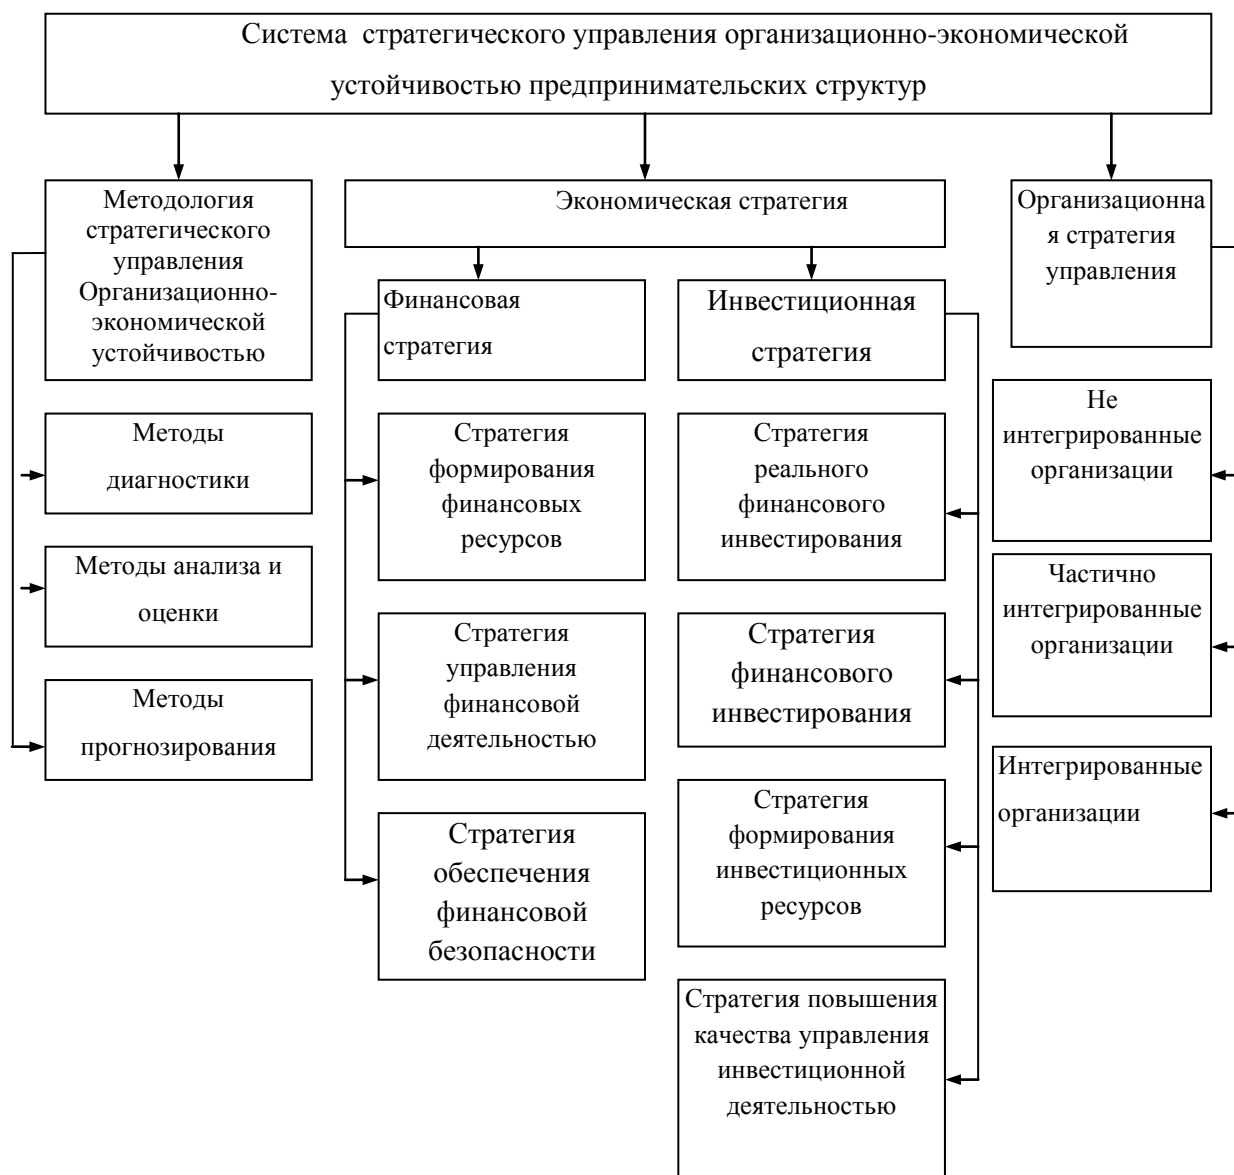 Система стратегического управления организационно-экономической
устойчивостью предпринимательских структур
Методология
стратегического
управления
Организационно-
экономической
устойчивостью
Экономическая стратегия
Организационна
я стратегия
управления
Финансовая
стратегия
Инвестиционная
стратегия
Методы
диагностики
Методы анализа и
оценки
Методы
прогнозирования
Стратегия
формирования
финансовых
ресурсов
Стратегия
управления
финансовой
деятельностью
Стратегия
обеспечения
финансовой
безопасности
Стратегия
реального
финансового
инвестирования
Стратегия
финансового
инвестирования
Стратегия
формирования
инвестиционных
ресурсов
Стратегия повышения
качества управления
инвестиционной
деятельностью
Не
интегрированные
организации
Частично
интегрированные
организации
Интегрированные
организации